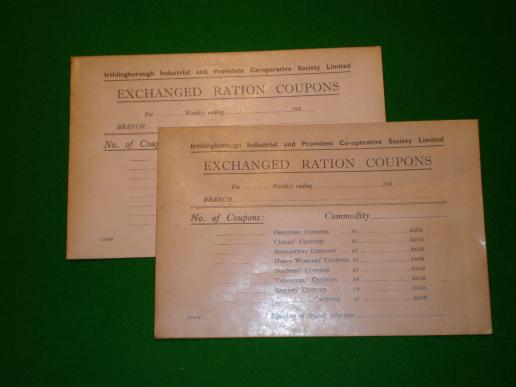 Irthlingborough Industrial and Provident Co-operative Society Limited
EXCHANGED RATION COUPONS
For Week(s) ending 194
BRANCH
No. of Coup
Irthlingborough Industrial and Provident Co-operative Society Limited
EXCHANGED RATION COUPONS
For Week(s) ending 194
BRANCH
No. of Coupons: Commodity
ORDINARY COUPONS .. AT EACH
CHILDS' COUPONS .. AT EACH
ADOLESCENTS' COUPONS .. AT EACH
HEAVY WORKERS' COUPONS AT EACH
COUPONS .. AT EACH
TRAVELLERS' COUPONS .. AT EACH
COUPONS .. AT EACH
COUPONS .. AT EACH
Signature of Branch Manager